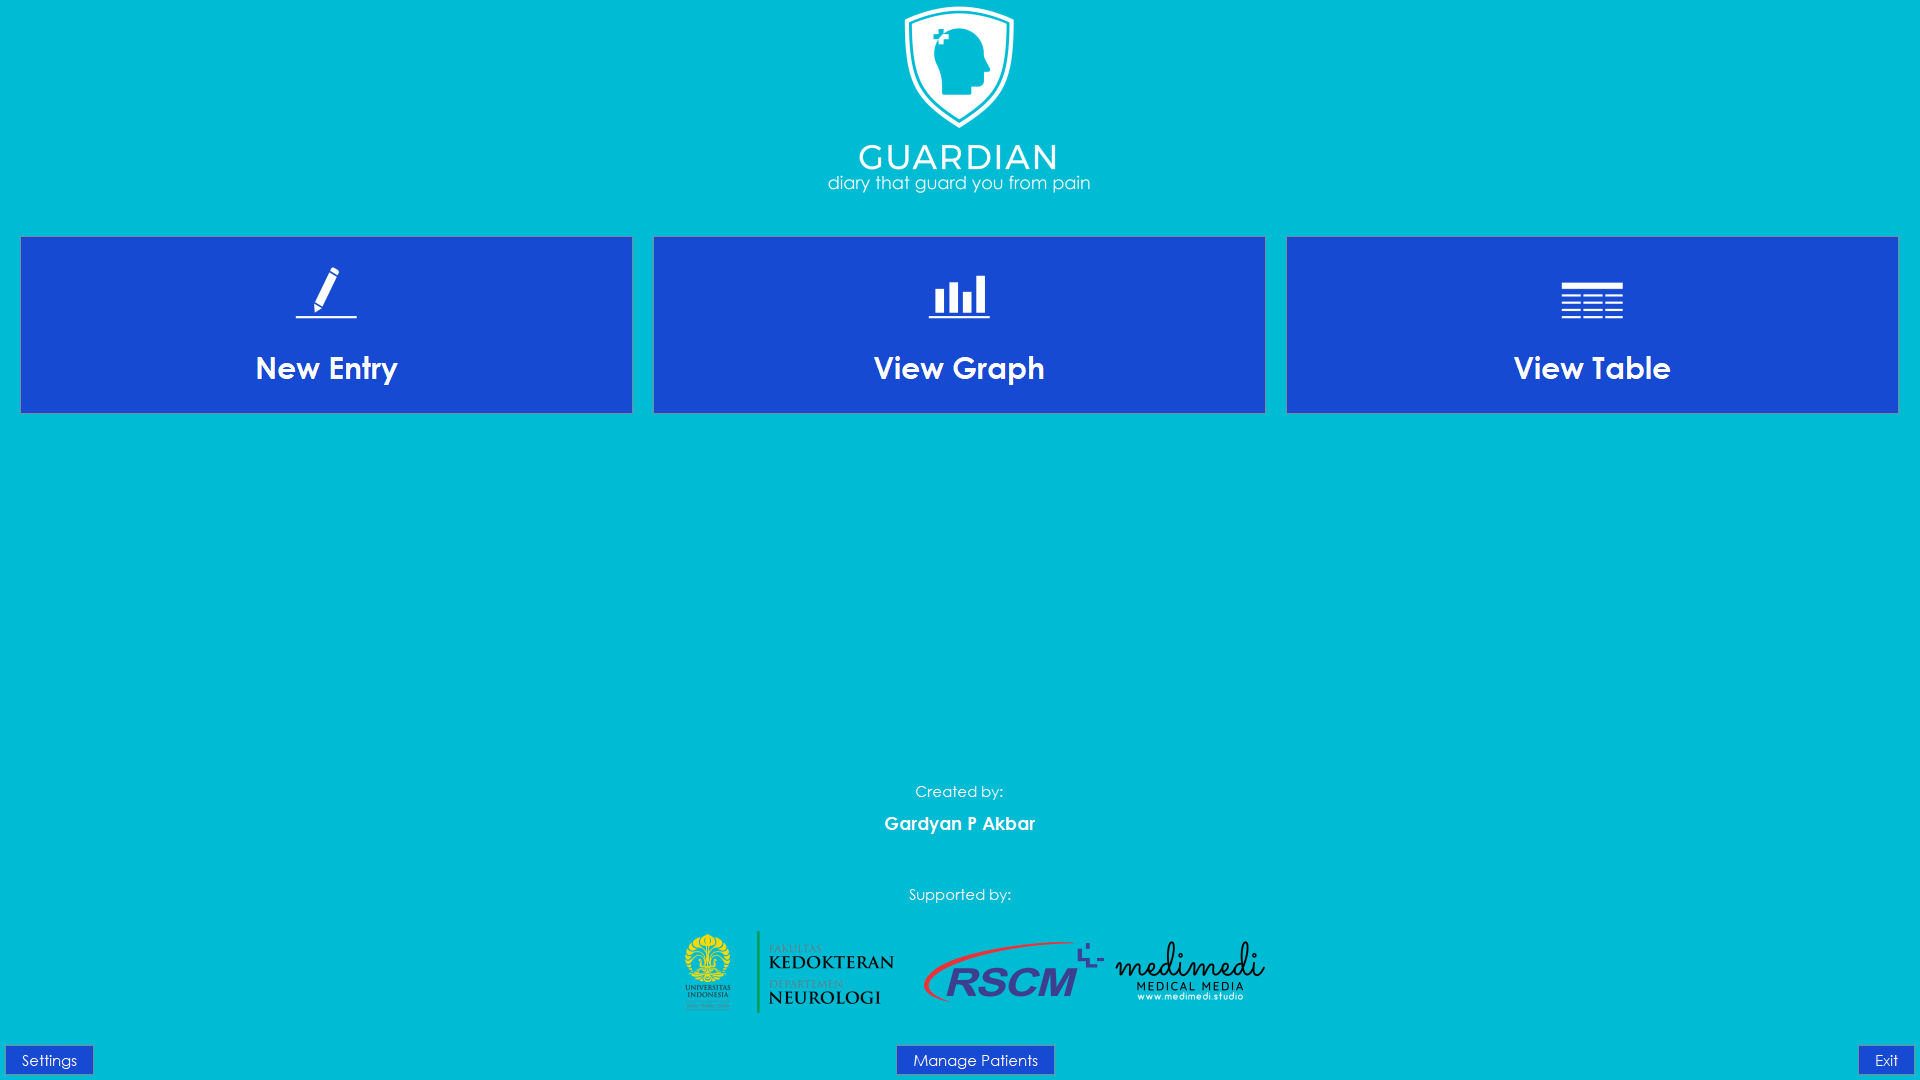 GUARDIAN
diary that guard you from pain
New Entry
View Graph
View Table
Created by:
Gardyan P Akbar
Supported by:
UNIVERSITAS
INDONESIA
FAKULTAS
KEDOKTERAN
DEPARTEMEN
NEUROLOGI
RSCM
medimedi
MEDICAL MEDIA
www.medimedi.studio
Settings
Manage Patients
Exit